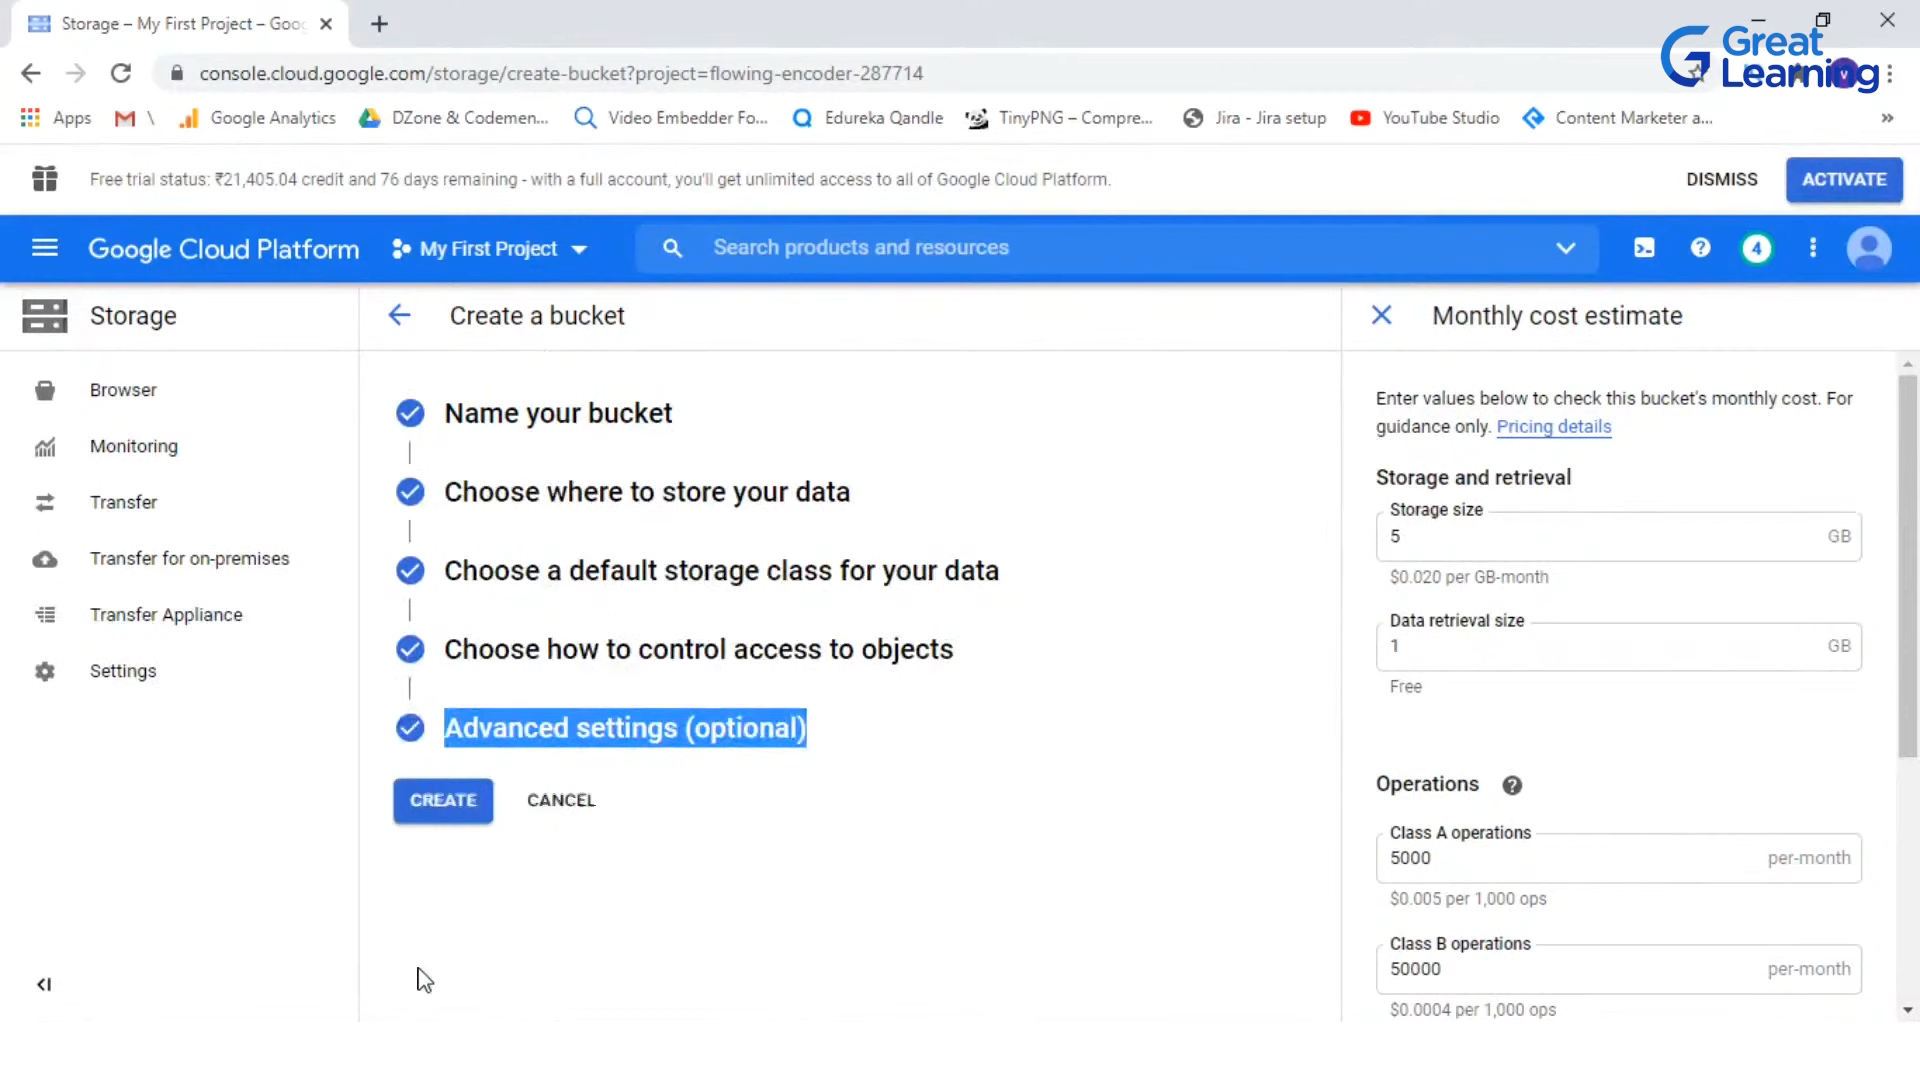 Storage – My First Project – Goo
Great
Learning
console.cloud.google.com/storage/create-bucket?project=flowing-encoder-287714
V
Apps
\
Google Analytics
DZone & Codemen...
Video Embedder Fo...
Edureka Qandle
TinyPNG – Compre...
Jira - Jira setup
YouTube Studio
Content Marketer a...
»
Free trial status: ₹21,405.04 credit and 76 days remaining - with a full account, you'll get unlimited access to all of Google Cloud Platform.
DISMISS
ACTIVATE
Google Cloud Platform
My First Project
Search products and resources
4
Storage
Create a bucket
Monthly cost estimate
Browser
Monitoring
Transfer
Transfer for on-premises
Transfer Appliance
Settings
Name your bucket
Choose where to store your data
Choose a default storage class for your data
Choose how to control access to objects
Advanced settings (optional)
CREATE
CANCEL
Enter values below to check this bucket's monthly cost. For
guidance only. Pricing details
Storage and retrieval
Storage size
5 GB
$0.020 per GB-month
Data retrieval size
1 GB
Free
Operations
Class A operations
5000 per-month
$0.005 per 1,000 ops
Class B operations
50000 per-month
$0.0004 per 1,000 ops